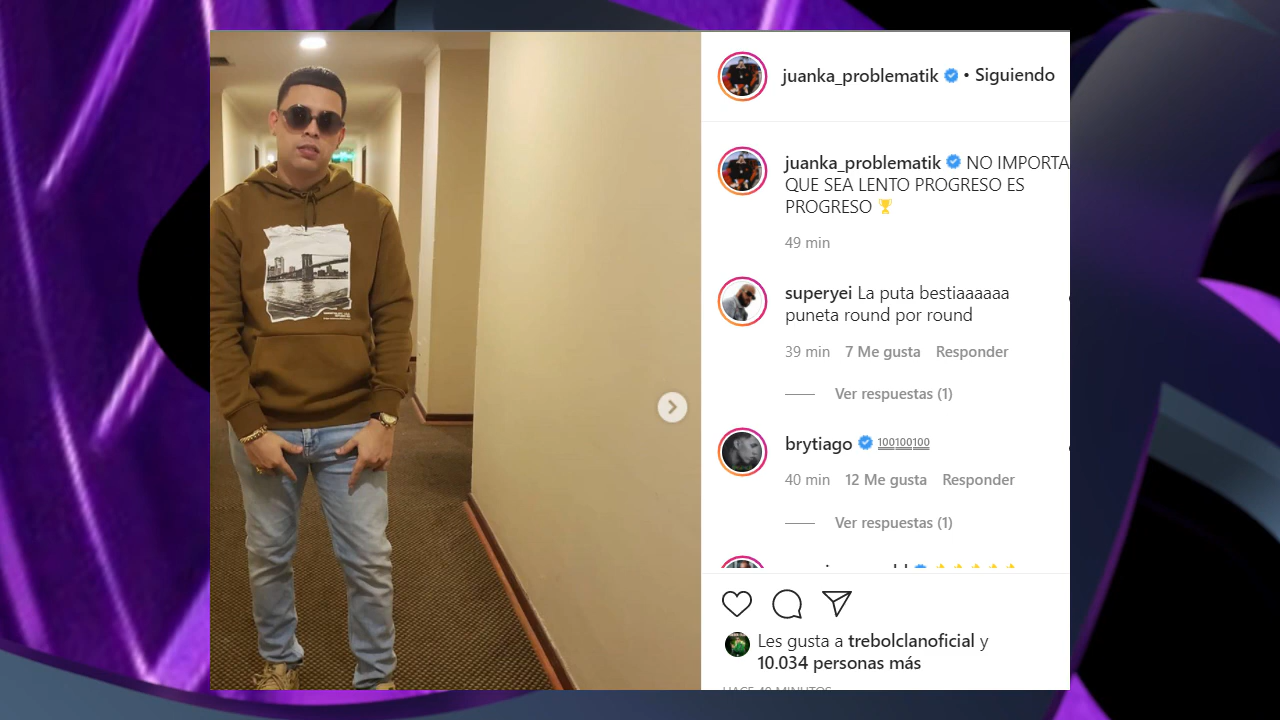 juanka_problematik • Siguiendo
juanka_problematik NO IMPORTA
QUE SEA LENTO PROGRESO ES
PROGRESO 🏆
49 min
superyei La puta bestiaaaaaa
puneta round por round
39 min 7 Me gusta Responder
Ver respuestas (1)
brytiago 100100100
40 min 12 Me gusta Responder
Ver respuestas (1)
Les gusta a trebolclanoficial y
10.034 personas más